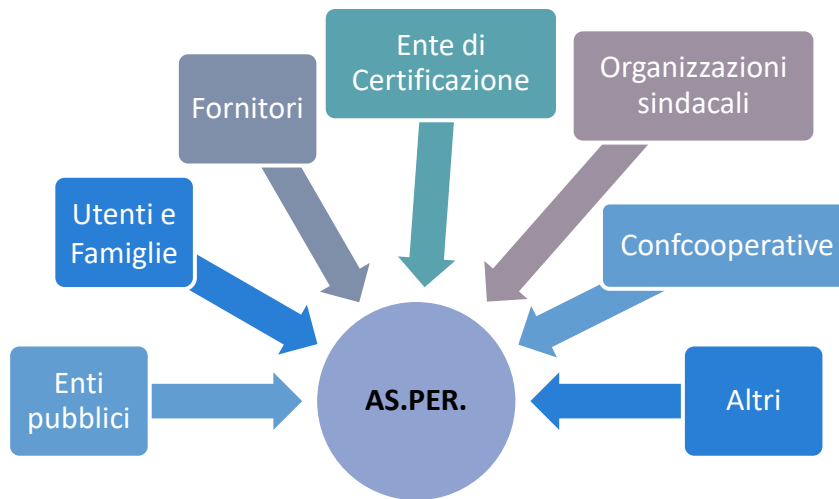 Ente di
Certificazione
Organizzazioni
sindacali
Fornitori
Utenti e
Famiglie
Confcooperative
Enti
pubblici
AS.PER.
Altri